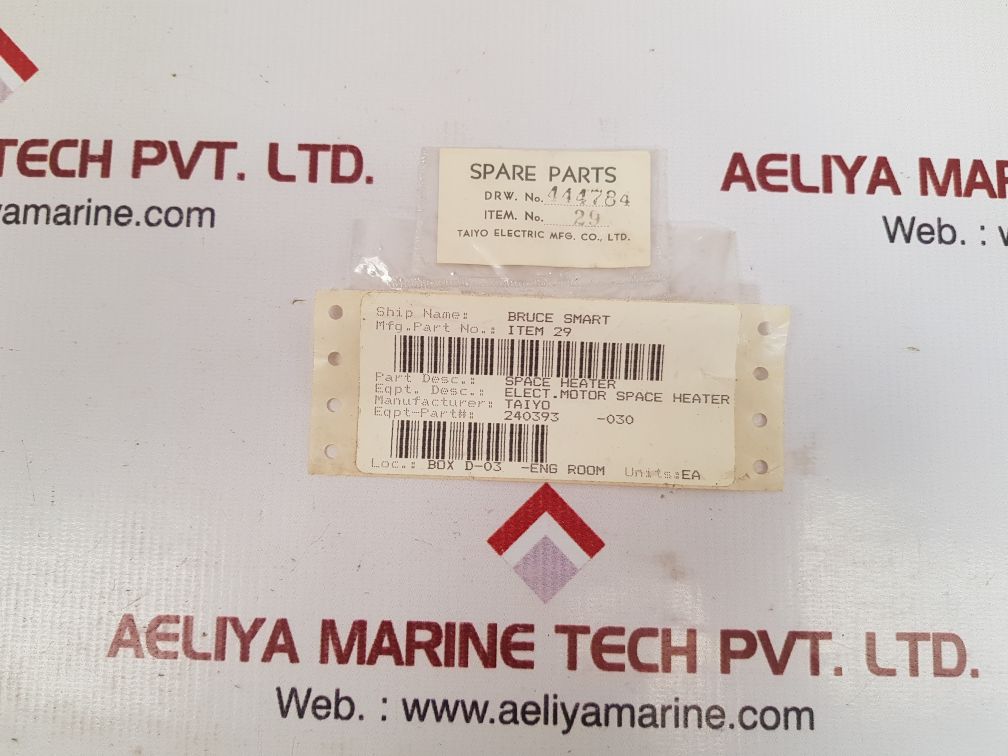 TECH PVT. LTD.
yamarine.com
AELIYA MAR
Web. : w
SPARE PARTS
DRW. No. 444784
ITEM. No. 29
TAIYO ELECTRIC MFG. CO., LTD.
Ship Name: BRUCE SMART
Mfg.Part No.: ITEM 29
Part Desc.: SPACE HEATER
Eqpt. Desc.: ELECT.MOTOR SPACE HEATER
Manufacturer: TAIYO
Eqpt-Part#: 240393 -030
Loc.: BOX D-03 -ENG ROOM Units:EA
AELIYA MARINE TECH PVT. LTD.
Web. : www.aeliyamarine.com